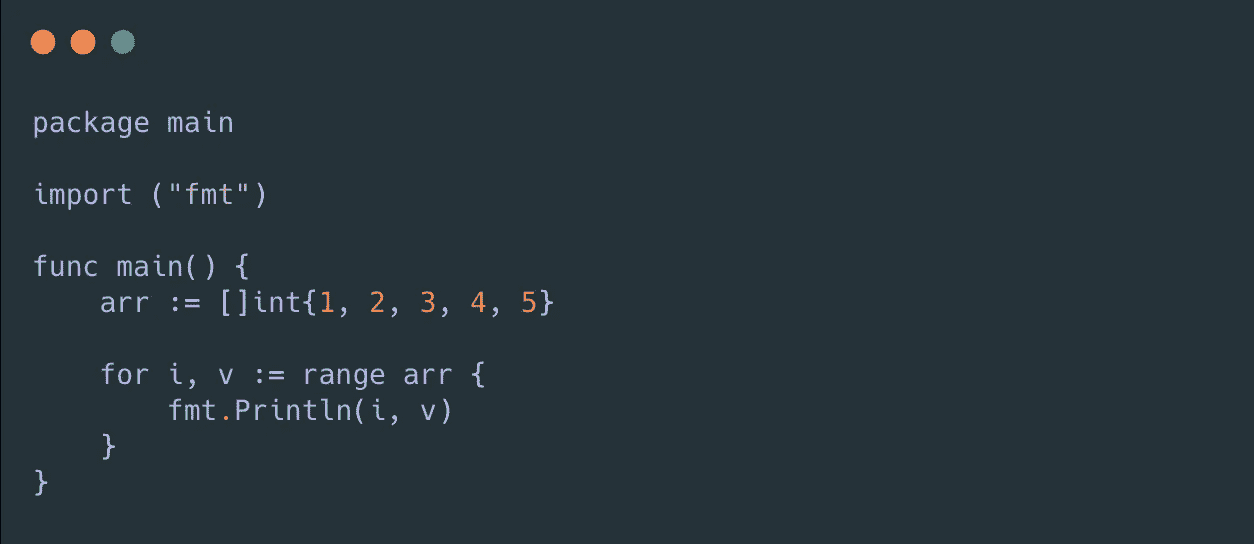 package main
import ("fmt")
func main() {
    arr := []int{1, 2, 3, 4, 5}
    for i, v := range arr {
        fmt.Println(i, v)
    }
}